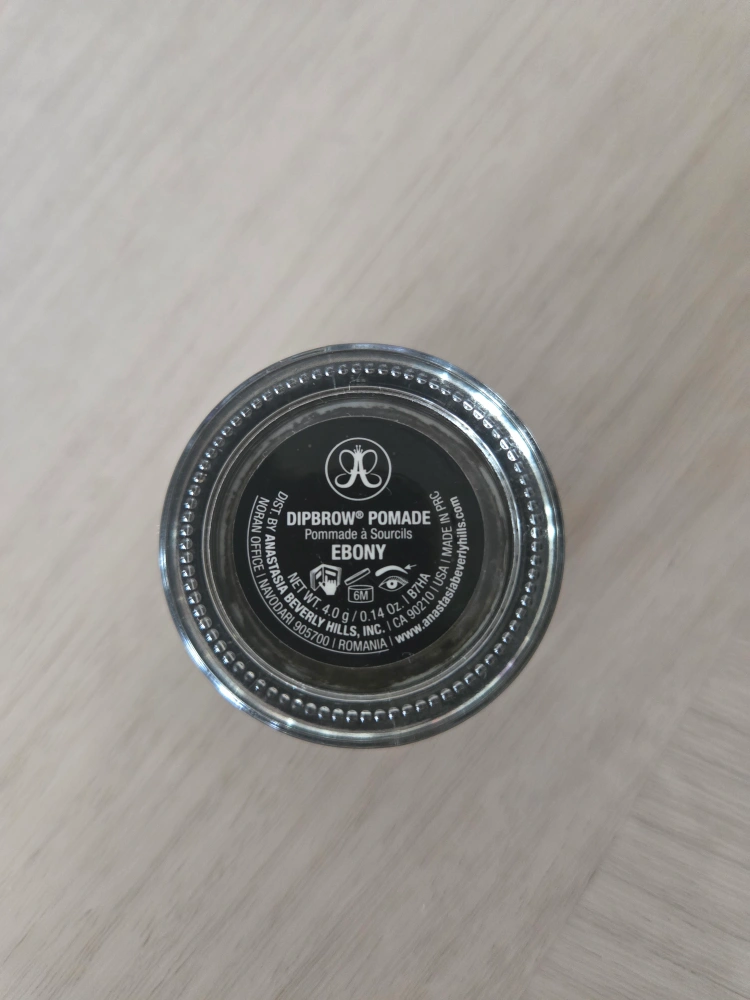 DIPBROW® POMADE
Pommade à Sourcils
EBONY
6M
NET WT. 4.0 g / 0.14 Oz. | B7HA
DIST. BY ANASTASIA BEVERLY HILLS, INC. | CA 90210 | USA | MADE IN PRC
NORAN OFFICE | NAVODARI 905700 | ROMANIA | www.anastasiabeverlyhills.com